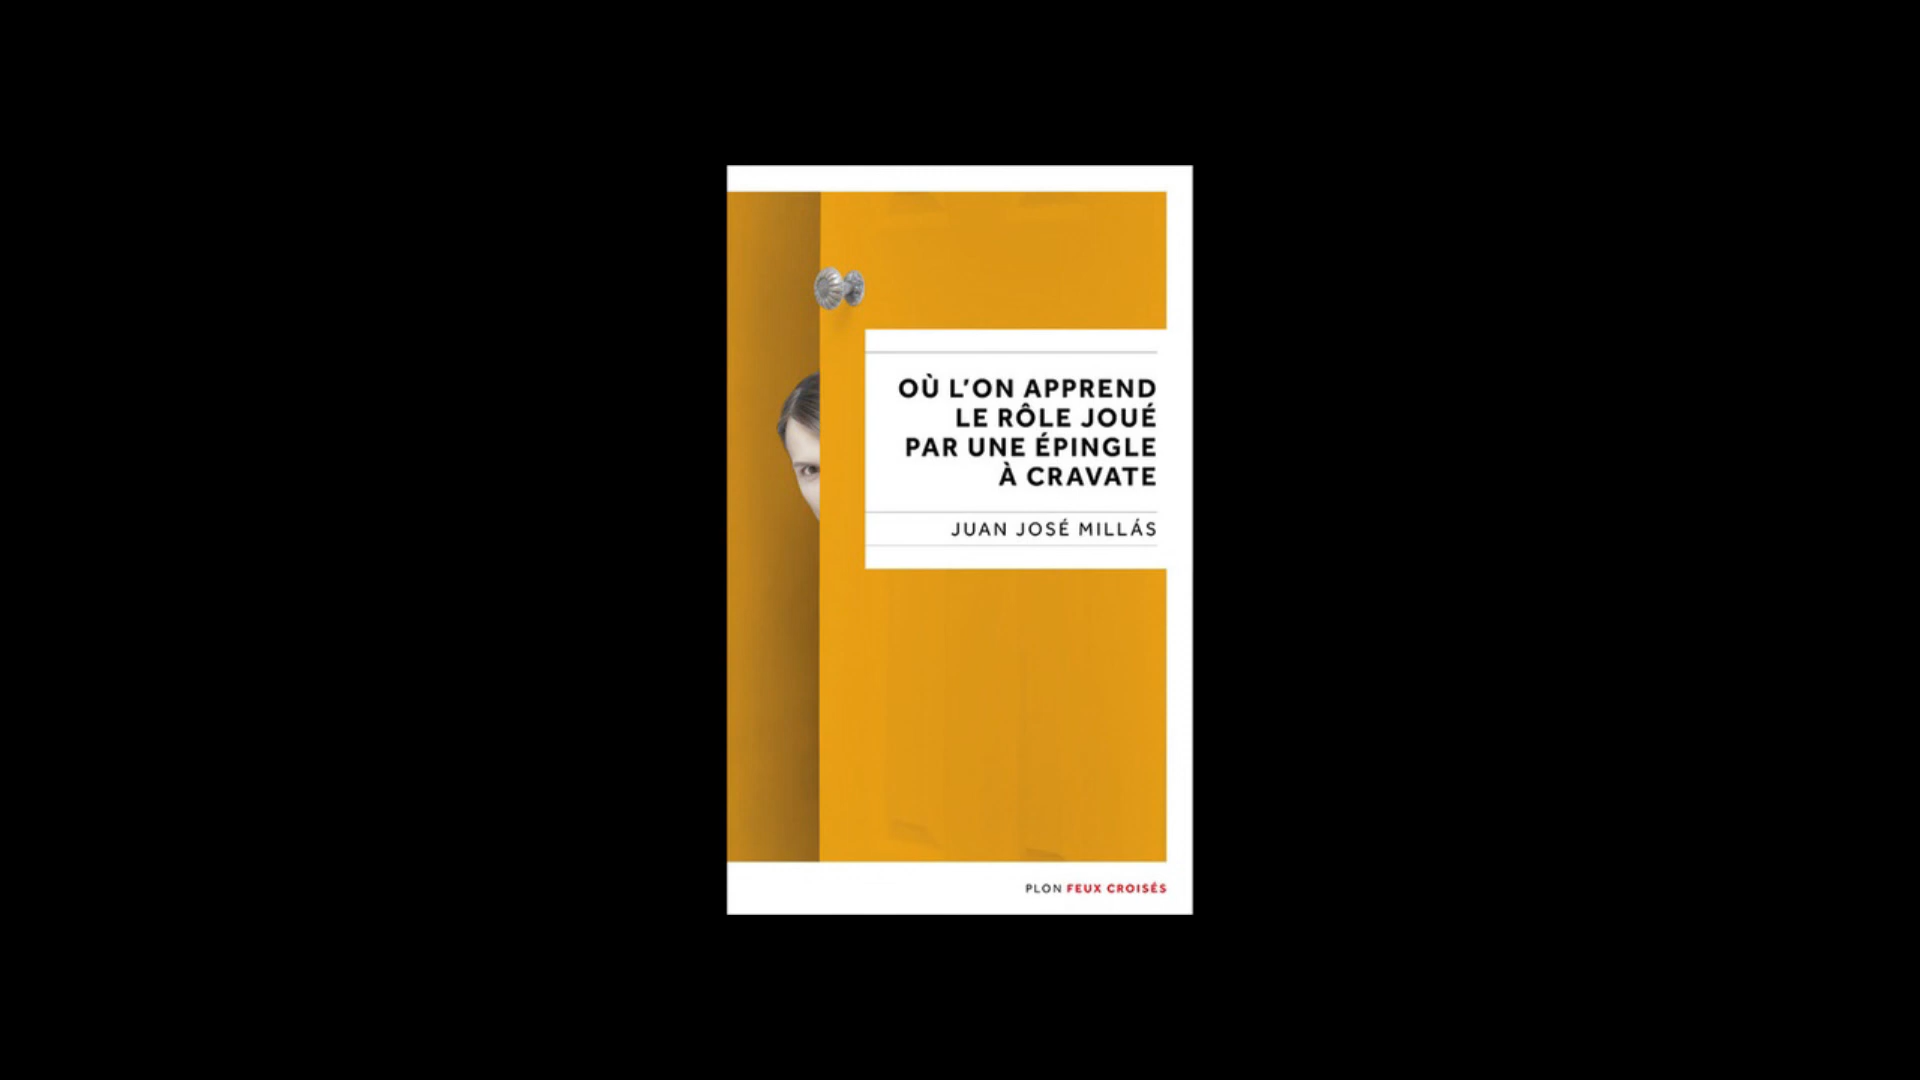 OÙ L'ON APPREND
LE RÔLE JOUÉ
PAR UNE ÉPINGLE
À CRAVATE
JUAN JOSÉ MILLÁS
PLON FEUX CROISÉS